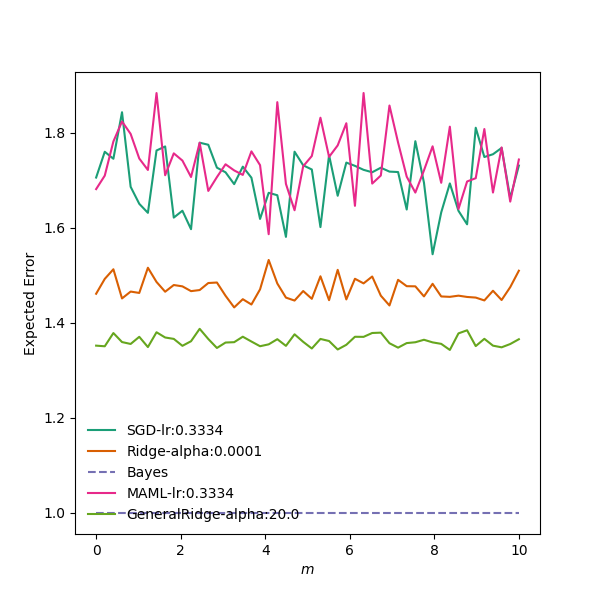 1.8
1.6
1.4
1.2
1.0
Expected Error
SGD-lr:0.3334
Ridge-alpha:0.0001
Bayes
MAML-lr:0.3334
GeneralRidge-alpha:20.0
0 2 4 6 8 10
m